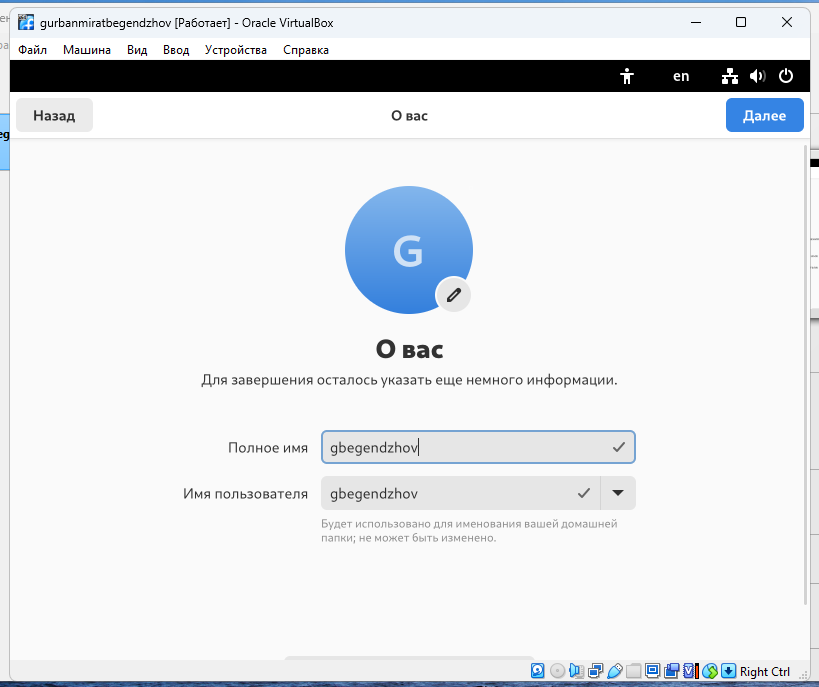 gurbanmiratbegendzhov [Работает] - Oracle VirtualBox
Файл Машина Вид Ввод Устройства Справка
en
Назад
О вас
Далее
G
О вас
Для завершения осталось указать еще немного информации.
Полное имя gbegendzhov
Имя пользователя gbegendzhov
Будет использовано для именования вашей домашней
папки; не может быть изменено.
Right Ctrl